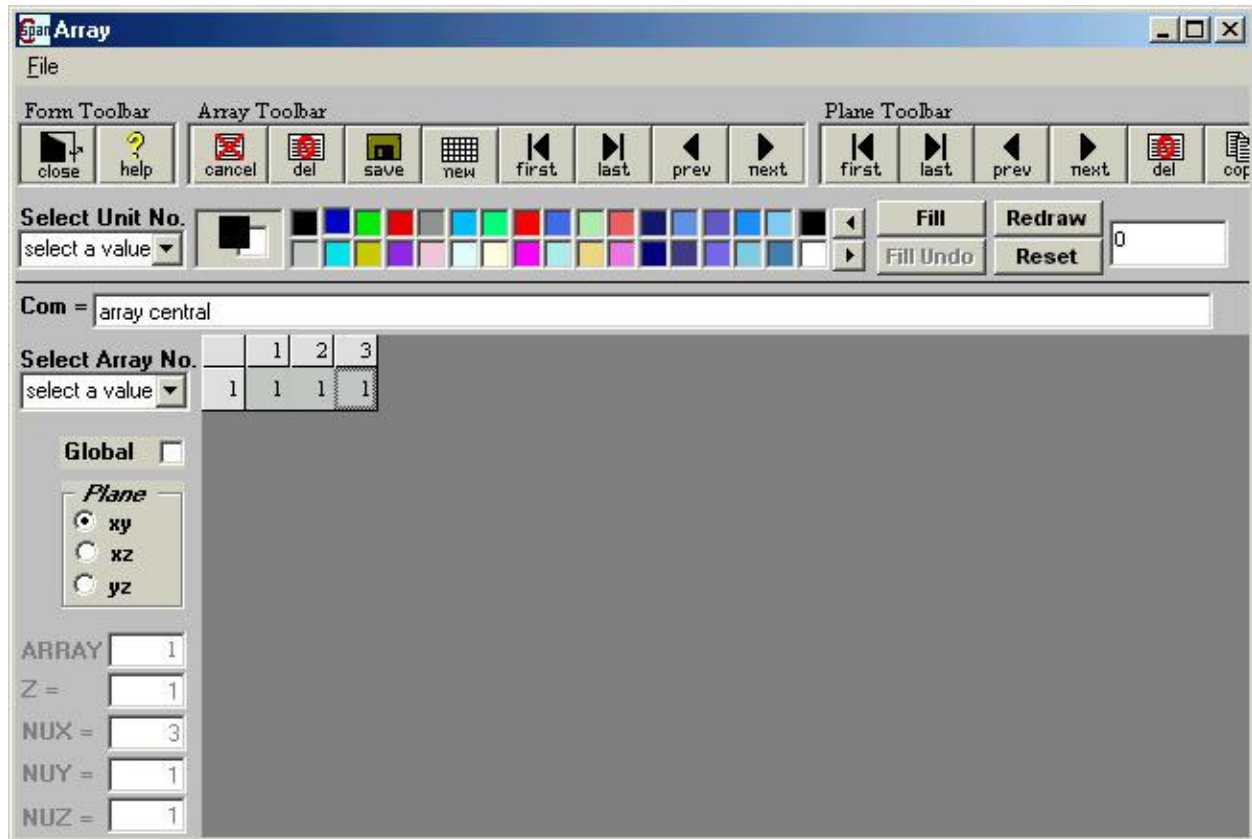 Cspan Array
File
Form Toolbar Array Toolbar Plane Toolbar
close help cancel del save new first last prev next first last prev next del cop
Select Unit No. Fill Redraw
select a value 0
Fill Undo Reset
Com = array central
Select Array No. 1 2 3
select a value 1 1 1 1
Global
Plane
xy
xz
yz
ARRAY 1
Z = 1
NUX = 3
NUY = 1
NUZ = 1